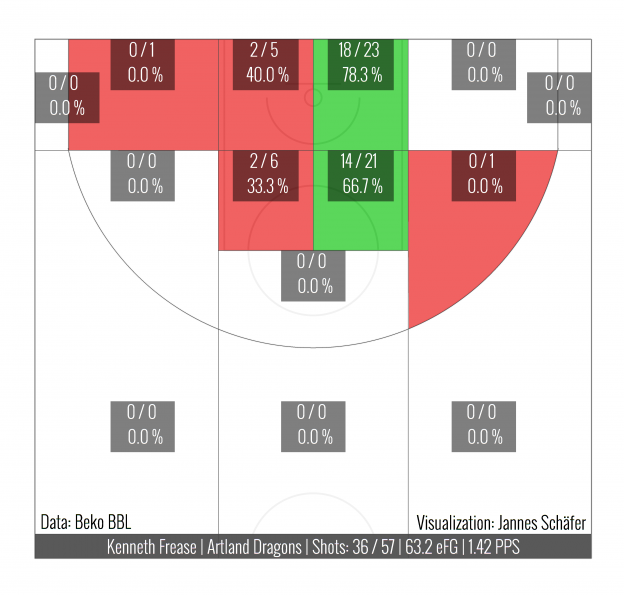 0 / 1
0.0 %
2 / 5
40.0 %
18 / 23
78.3 %
0 / 0
0.0 %
0 / 0
0.0 %
0 / 0
0.0 %
0 / 0
0.0 %
2 / 6
33.3 %
14 / 21
66.7 %
0 / 1
0.0 %
0 / 0
0.0 %
0 / 0
0.0 %
0 / 0
0.0 %
0 / 0
0.0 %
Data: Beko BBL
Visualization: Jannes Schäfer
Kenneth Frease | Artland Dragons | Shots: 36 / 57 | 63.2 eFG | 1.42 PPS